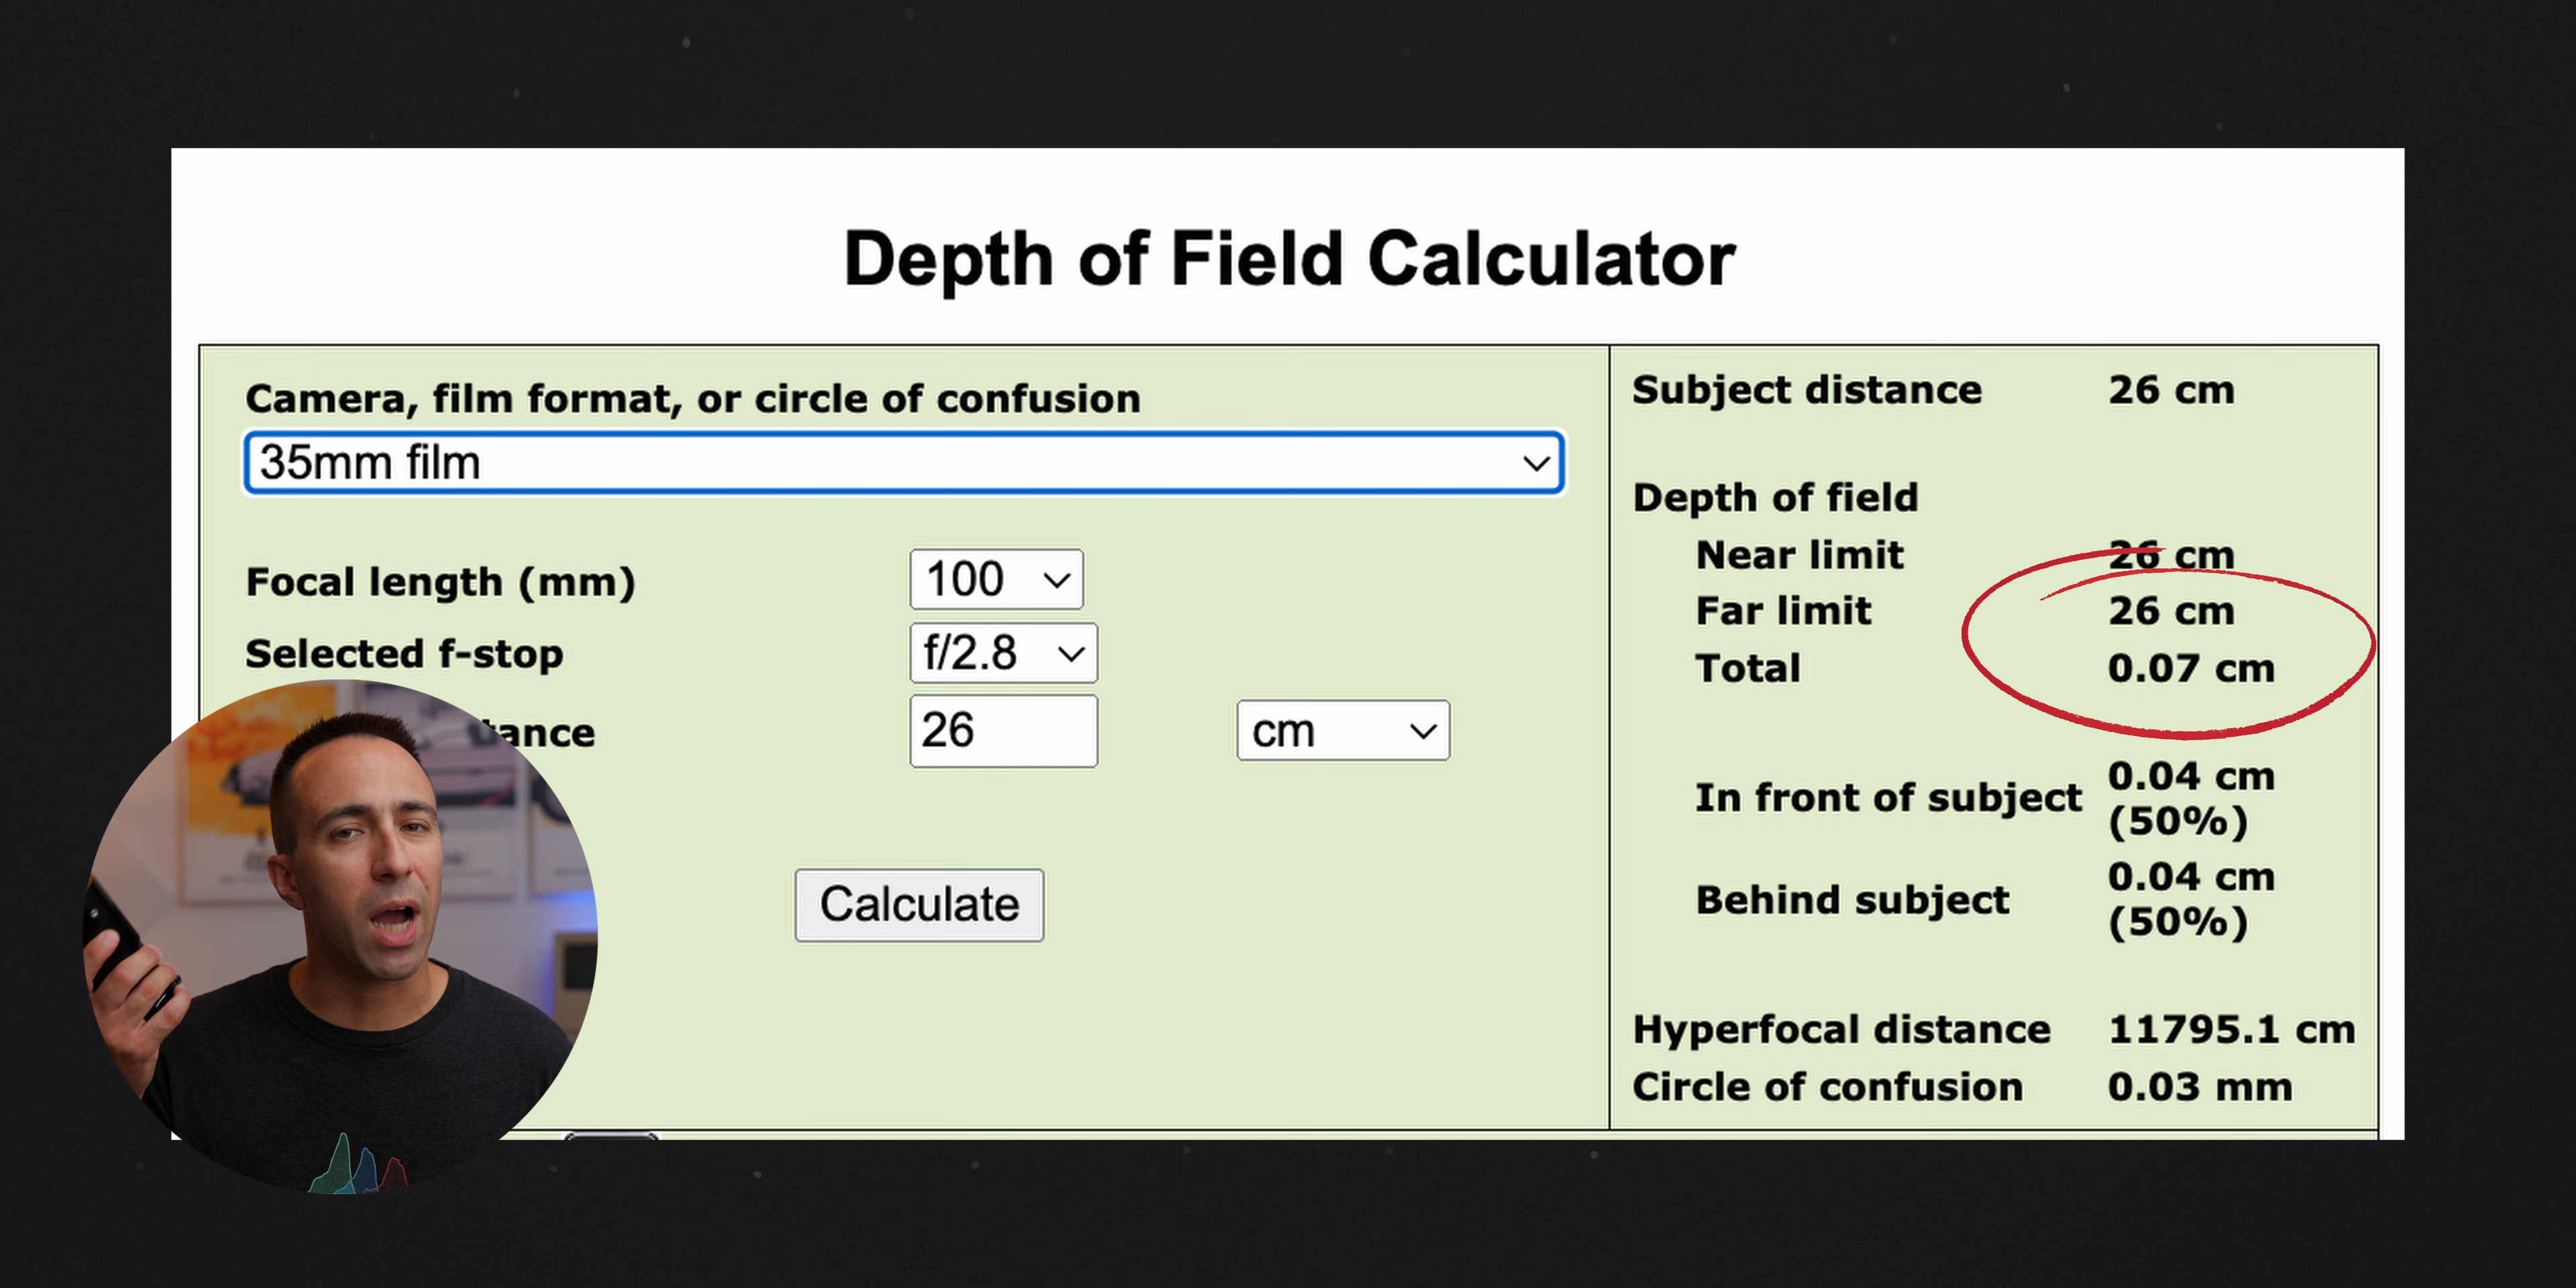 Depth of Field Calculator
Camera, film format, or circle of confusion
35mm film
Focal length (mm) 100
Selected f-stop f/2.8
tance 26 cm
Calculate
Subject distance 26 cm
Depth of field
Near limit 26 cm
Far limit 26 cm
Total 0.07 cm
In front of subject 0.04 cm
(50%)
Behind subject 0.04 cm
(50%)
Hyperfocal distance 11795.1 cm
Circle of confusion 0.03 mm